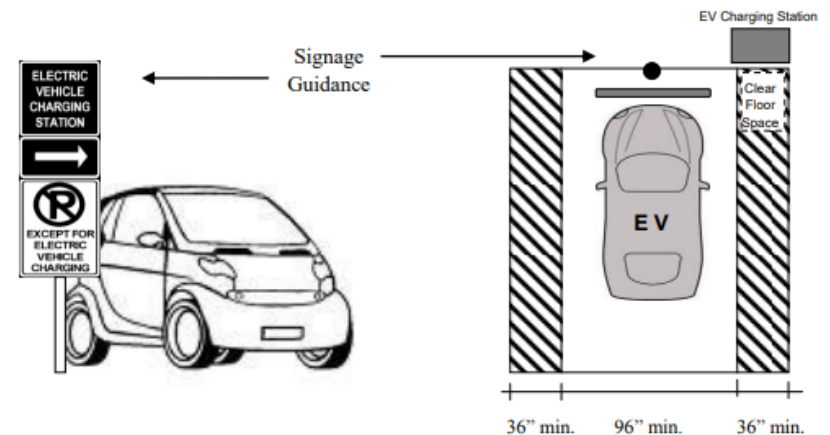 EV Charging Station
Signage
Guidance
ELECTRIC
VEHICLE
CHARGING
STATION
P
EXCEPT FOR
ELECTRIC
VEHICLE
CHARGING
Clear
Floor
Space
E V
36” min.
96” min.
36” min.